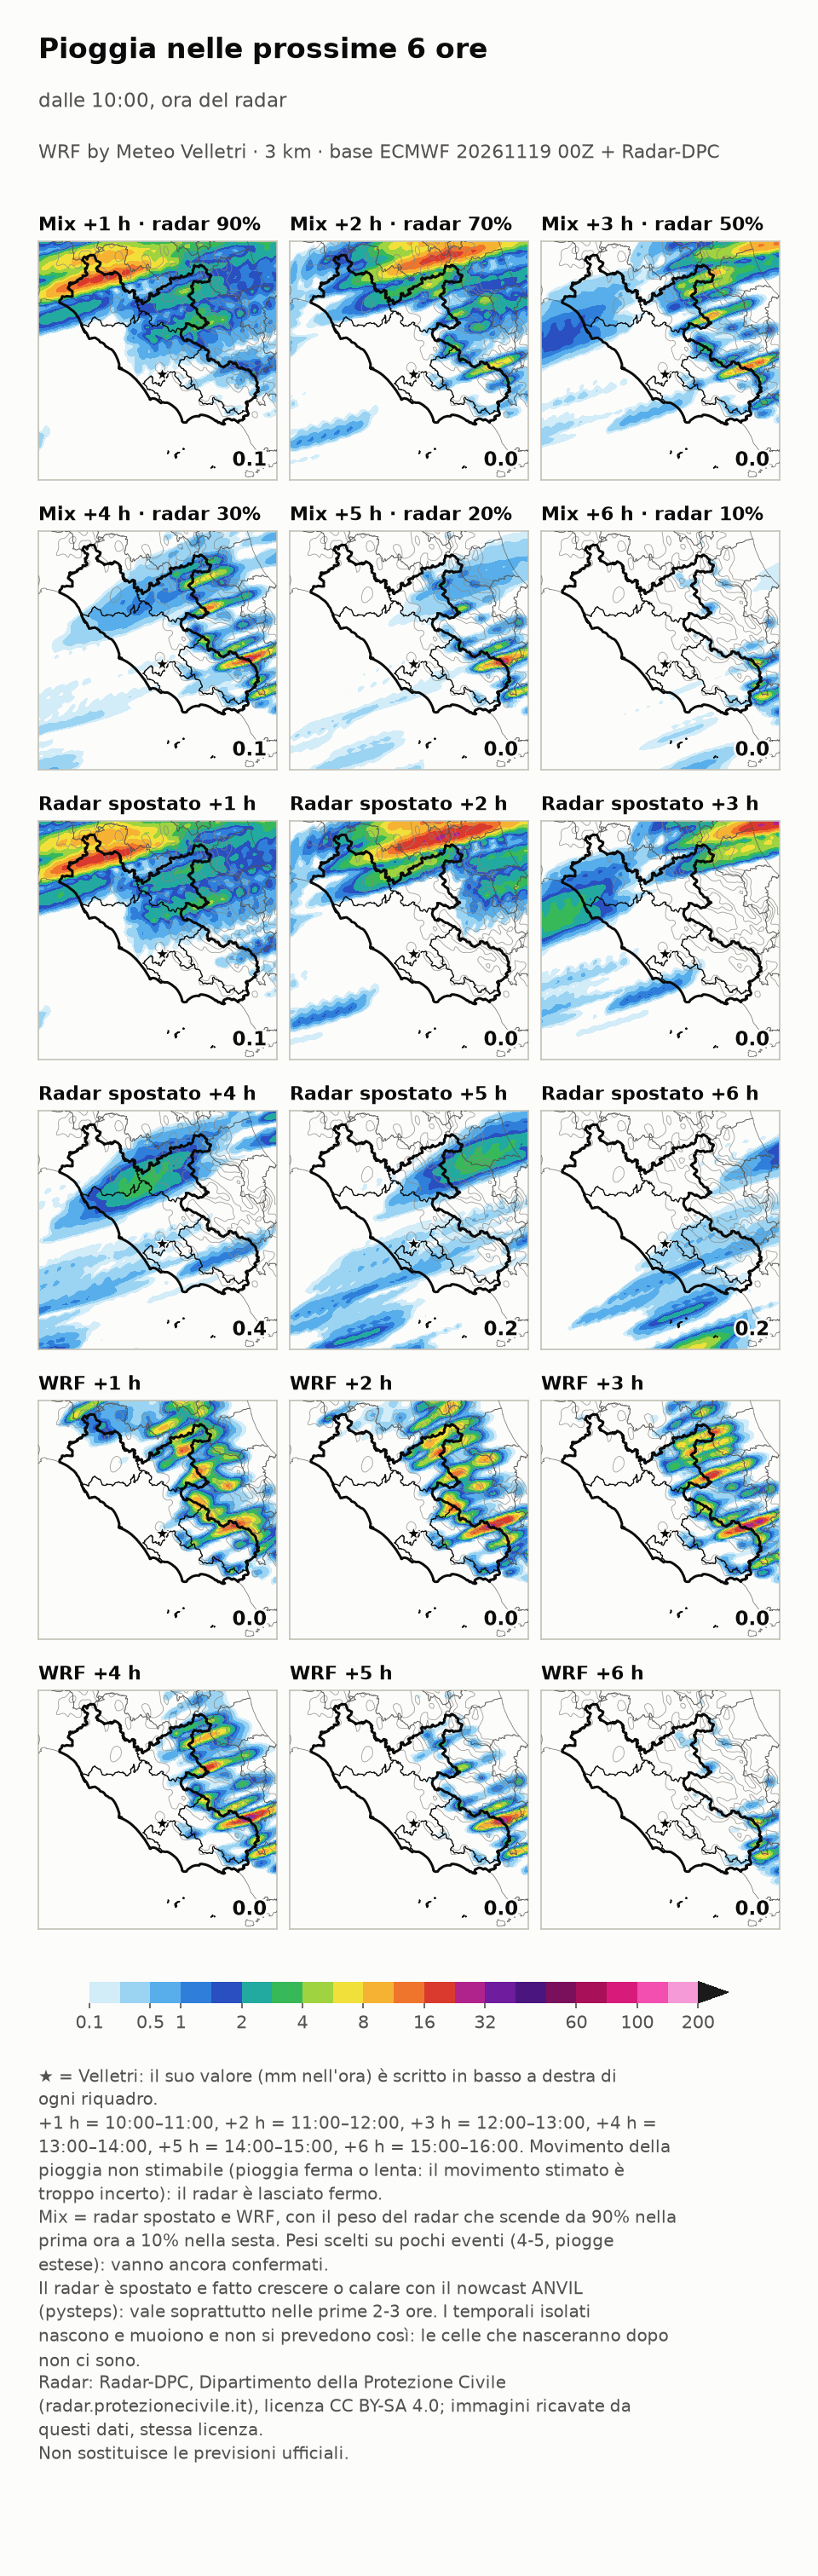 Pioggia nelle prossime 6 ore
dalle 10:00, ora del radar
WRF by Meteo Velletri · 3 km · base ECMWF 20261119 00Z + Radar-DPC
Mix +1 h · radar 90%
Mix +2 h · radar 70%
Mix +3 h · radar 50%
0.1
0.0
0.0
Mix +4 h · radar 30%
Mix +5 h · radar 20%
Mix +6 h · radar 10%
0.1
0.0
0.0
Radar spostato +1 h
Radar spostato +2 h
Radar spostato +3 h
0.1
0.0
0.0
Radar spostato +4 h
Radar spostato +5 h
Radar spostato +6 h
0.4
0.2
0.2
WRF +1 h
WRF +2 h
WRF +3 h
0.0
0.0
0.0
WRF +4 h
WRF +5 h
WRF +6 h
0.0
0.0
0.0
0.1 0.5 1 2 4 8 16 32 60 100 200
★ = Velletri: il suo valore (mm nell'ora) è scritto in basso a destra di
ogni riquadro.
+1 h = 10:00–11:00, +2 h = 11:00–12:00, +3 h = 12:00–13:00, +4 h =
13:00–14:00, +5 h = 14:00–15:00, +6 h = 15:00–16:00. Movimento della
pioggia non stimabile (pioggia ferma o lenta: il movimento stimato è
troppo incerto): il radar è lasciato fermo.
Mix = radar spostato e WRF, con il peso del radar che scende da 90% nella
prima ora a 10% nella sesta. Pesi scelti su pochi eventi (4-5, piogge
estese): vanno ancora confermati.
Il radar è spostato e fatto crescere o calare con il nowcast ANVIL
(pysteps): vale soprattutto nelle prime 2-3 ore. I temporali isolati
nascono e muoiono e non si prevedono così: le celle che nasceranno dopo
non ci sono.
Radar: Radar-DPC, Dipartimento della Protezione Civile
(radar.protezionecivile.it), licenza CC BY-SA 4.0; immagini ricavate da
questi dati, stessa licenza.
Non sostituisce le previsioni ufficiali.